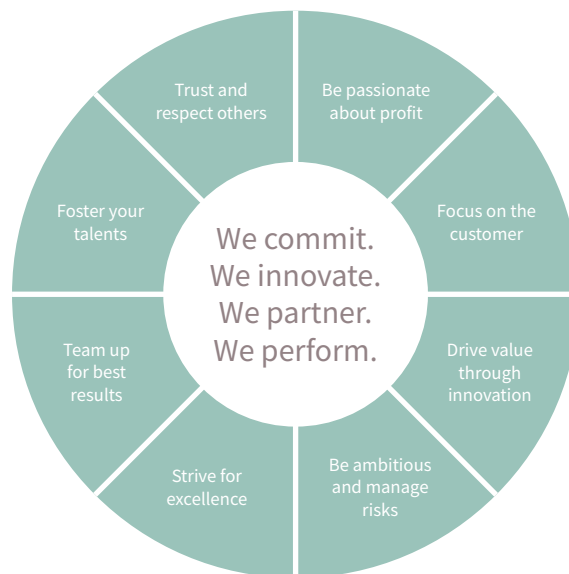 Trust and
respect others
Be passionate
about profit
Foster your
talents
Focus on the
customer
We commit.
We innovate.
We partner.
We perform.
Team up
for best
results
Drive value
through
innovation
Strive for
excellence
Be ambitious
and manage
risks